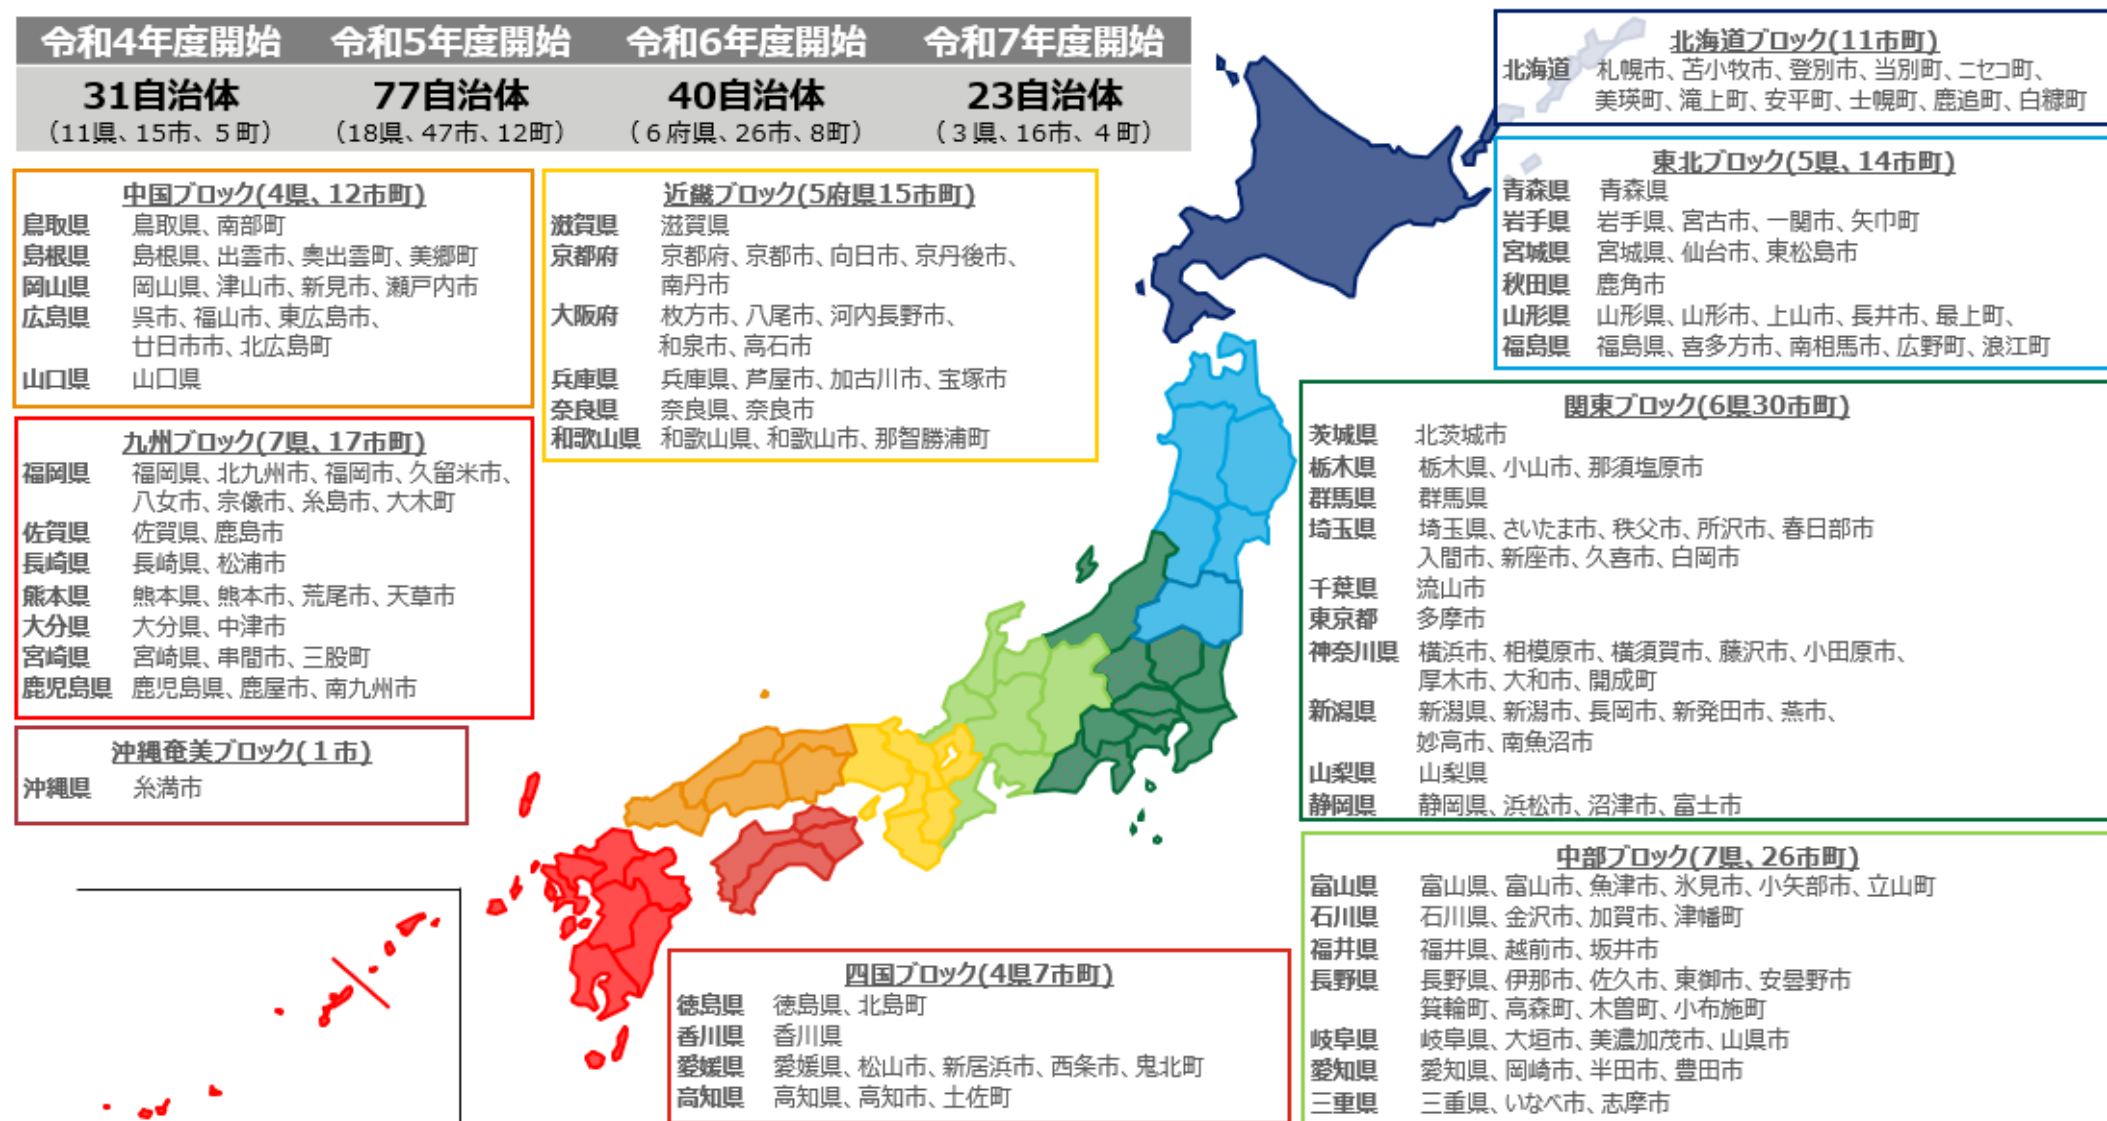 令和4年度開始 令和5年度開始 令和6年度開始 令和7年度開始
31自治体 77自治体 40自治体 23自治体
(11県、15市、5町) (18県、47市、12町) (6府県、26市、8町) (3県、16市、4町)
北海道ブロック(11市町)
北海道 札幌市、苫小牧市、登別市、当別町、ニセコ町、
美瑛町、滝上町、安平町、士幌町、鹿追町、白糠町
東北ブロック(5県、14市町)
青森県 青森県
岩手県 岩手県、宮古市、一関市、矢巾町
宮城県 宮城県、仙台市、東松島市
秋田県 鹿角市
山形県 山形県、山形市、上山市、長井市、最上町、
福島県 福島県、喜多方市、南相馬市、広野町、浪江町
中国ブロック(4県、12市町)
鳥取県 鳥取県、南部町
島根県 島根県、出雲市、奥出雲町、美郷町
岡山県 岡山県、津山市、新見市、瀬戸内市
広島県 呉市、福山市、東広島市、
廿日市市、北広島町
山口県 山口県
近畿ブロック(5府県15市町)
滋賀県 滋賀県
京都府 京都府、京都市、向日市、京丹後市、
南丹市
大阪府 枚方市、八尾市、河内長野市、
和泉市、高石市
兵庫県 兵庫県、芦屋市、加古川市、宝塚市
奈良県 奈良県、奈良市
和歌山県 和歌山県、和歌山市、那智勝浦町
関東ブロック(6県30市町)
茨城県 北茨城市
栃木県 栃木県、小山市、那須塩原市
群馬県 群馬県
埼玉県 埼玉県、さいたま市、秩父市、所沢市、春日部市
入間市、新座市、久喜市、白岡市
千葉県 流山市
東京都 多摩市
神奈川県 横浜市、相模原市、横須賀市、藤沢市、小田原市、
厚木市、大和市、開成町
新潟県 新潟県、新潟市、長岡市、新発田市、燕市、
妙高市、南魚沼市
山梨県 山梨県
静岡県 静岡県、浜松市、沼津市、富士市
九州ブロック(7県、17市町)
福岡県 福岡県、北九州市、福岡市、久留米市、
八女市、宗像市、糸島市、大木町
佐賀県 佐賀県、鹿島市
長崎県 長崎県、松浦市
熊本県 熊本県、熊本市、荒尾市、天草市
大分県 大分県、中津市
宮崎県 宮崎県、串間市、三股町
鹿児島県 鹿児島県、鹿屋市、南九州市
沖縄奄美ブロック(1市)
沖縄県 糸満市
中部ブロック(7県、26市町)
富山県 富山県、富山市、魚津市、氷見市、小矢部市、立山町
石川県 石川県、金沢市、加賀市、津幡町
福井県 福井県、越前市、坂井市
長野県 長野県、伊那市、佐久市、東御市、安曇野市
箕輪町、高森町、木曽町、小布施町
岐阜県 岐阜県、大垣市、美濃加茂市、山県市
愛知県 愛知県、岡崎市、半田市、豊田市
三重県 三重県、いなべ市、志摩市
四国ブロック(4県7市町)
徳島県 徳島県、北島町
香川県 香川県
愛媛県 愛媛県、松山市、新居浜市、西条市、鬼北町
高知県 高知県、高知市、土佐町